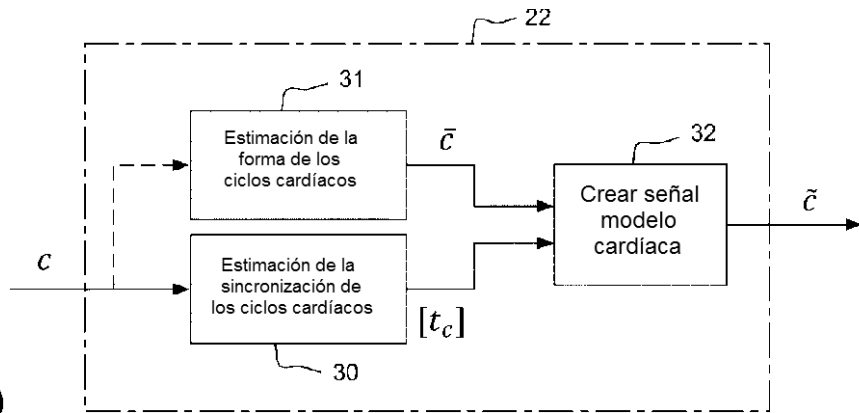 22
31
Estimación de la
forma de los
ciclos cardíacos
c̄
32
Crear señal
modelo
cardíaca
c̃
c
Estimación de la
sincronización de
los ciclos cardíacos
[t_c]
30
)